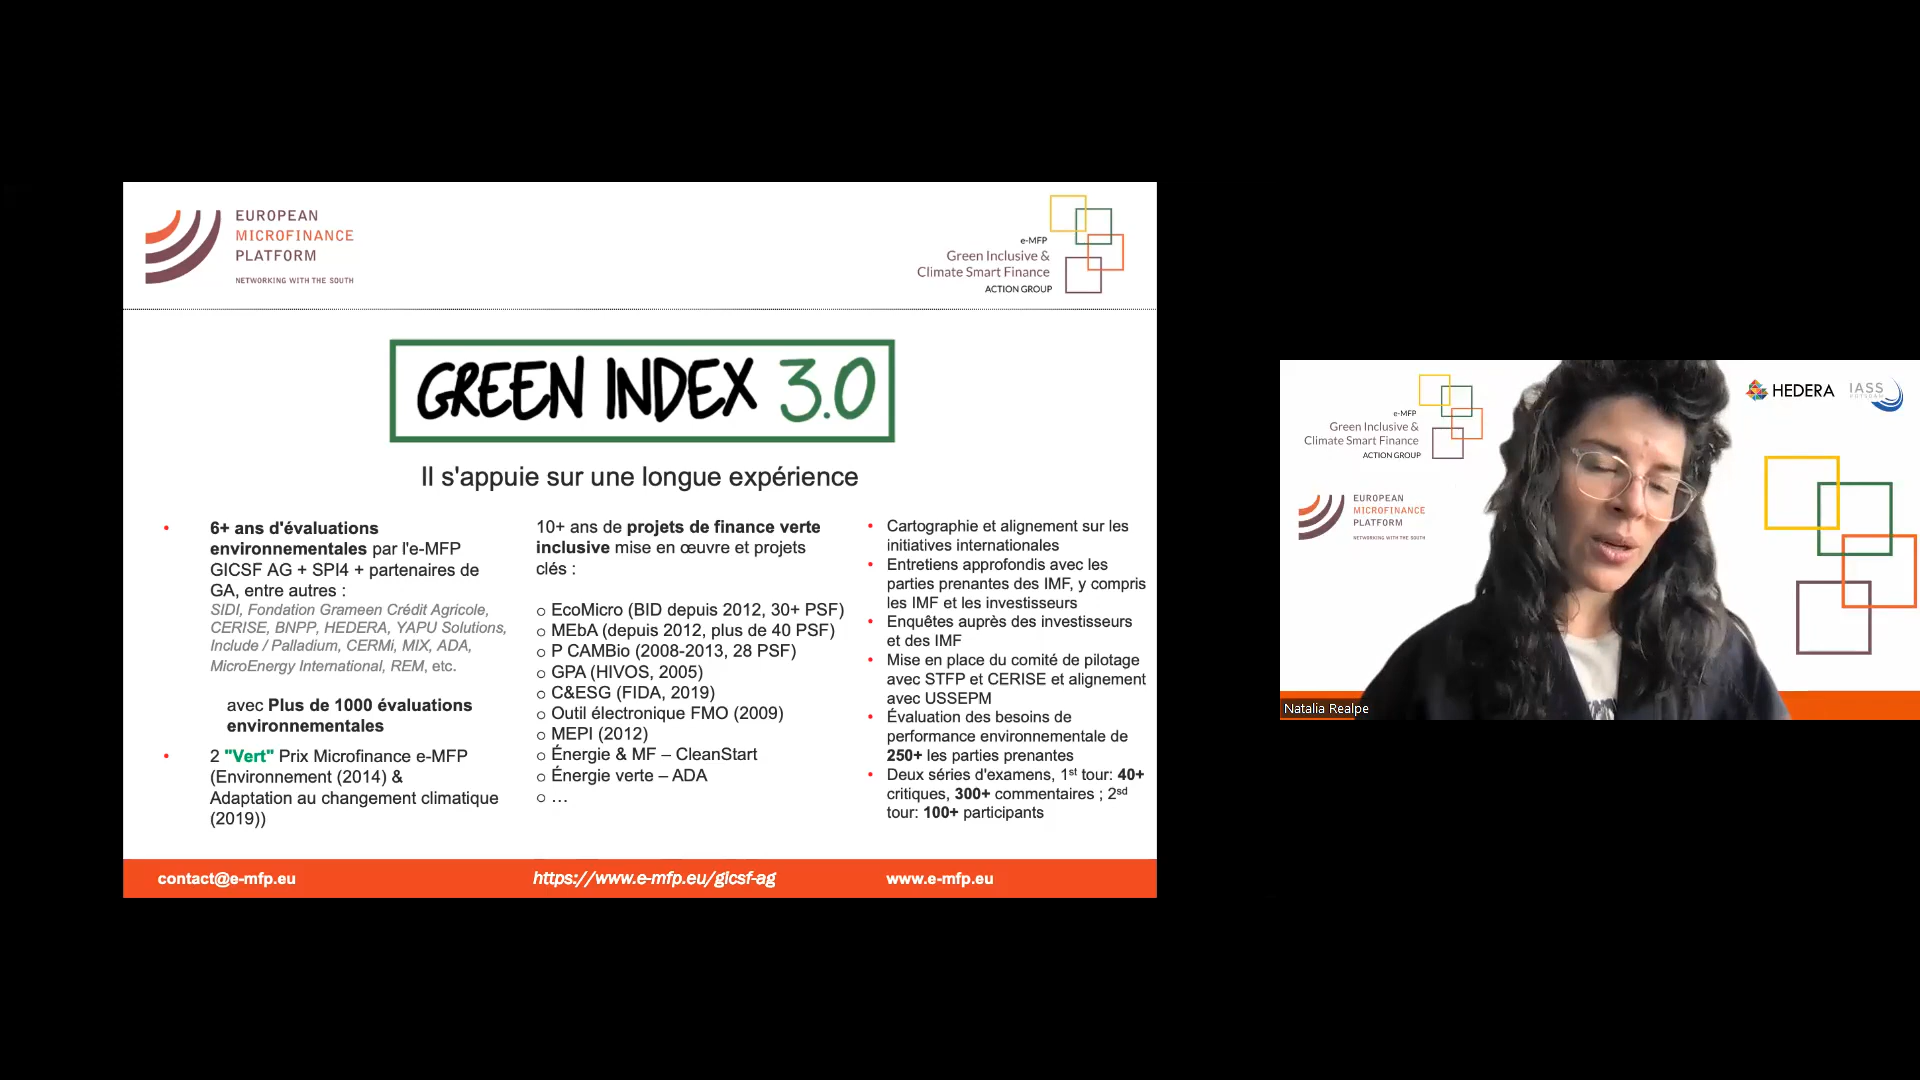 EUROPEAN
MICROFINANCE
PLATFORM
NETWORKING WITH THE SOUTH
e-MFP
Green Inclusive &
Climate Smart Finance
ACTION GROUP
GREEN INDEX 3.0
Il s'appuie sur une longue expérience
• 6+ ans d'évaluations
environnementales par l'e-MFP
GICSF AG + SPI4 + partenaires de
GA, entre autres :
SIDI, Fondation Grameen Crédit Agricole,
CERISE, BNPP, HEDERA, YAPU Solutions,
Include / Palladium, CERMi, MIX, ADA,
MicroEnergy International, REM, etc.
avec Plus de 1000 évaluations
environnementales
• 2 "Vert" Prix Microfinance e-MFP
(Environnement (2014) &
Adaptation au changement climatique
(2019))
10+ ans de projets de finance verte
inclusive mise en œuvre et projets
clés :
o EcoMicro (BID depuis 2012, 30+ PSF)
o MEbA (depuis 2012, plus de 40 PSF)
o P CAMBio (2008-2013, 28 PSF)
o GPA (HIVOS, 2005)
o C&ESG (FIDA, 2019)
o Outil électronique FMO (2009)
o MEPI (2012)
o Énergie & MF – CleanStart
o Énergie verte – ADA
o …
• Cartographie et alignement sur les
initiatives internationales
• Entretiens approfondis avec les
parties prenantes des IMF, y compris
les IMF et les investisseurs
• Enquêtes auprès des investisseurs
et des IMF
• Mise en place du comité de pilotage
avec STFP et CERISE et alignement
avec USSEPM
• Évaluation des besoins de
performance environnementale de
250+ les parties prenantes
• Deux séries d'examens, 1st tour: 40+
critiques, 300+ commentaires ; 2sd
tour: 100+ participants
contact@e-mfp.eu
https://www.e-mfp.eu/gicsf-ag
www.e-mfp.eu
e-MFP
Green Inclusive &
Climate Smart Finance
ACTION GROUP
EUROPEAN
MICROFINANCE
PLATFORM
NETWORKING WITH THE SOUTH
HEDERA
IASS
POTSDAM
Natalia Realpe